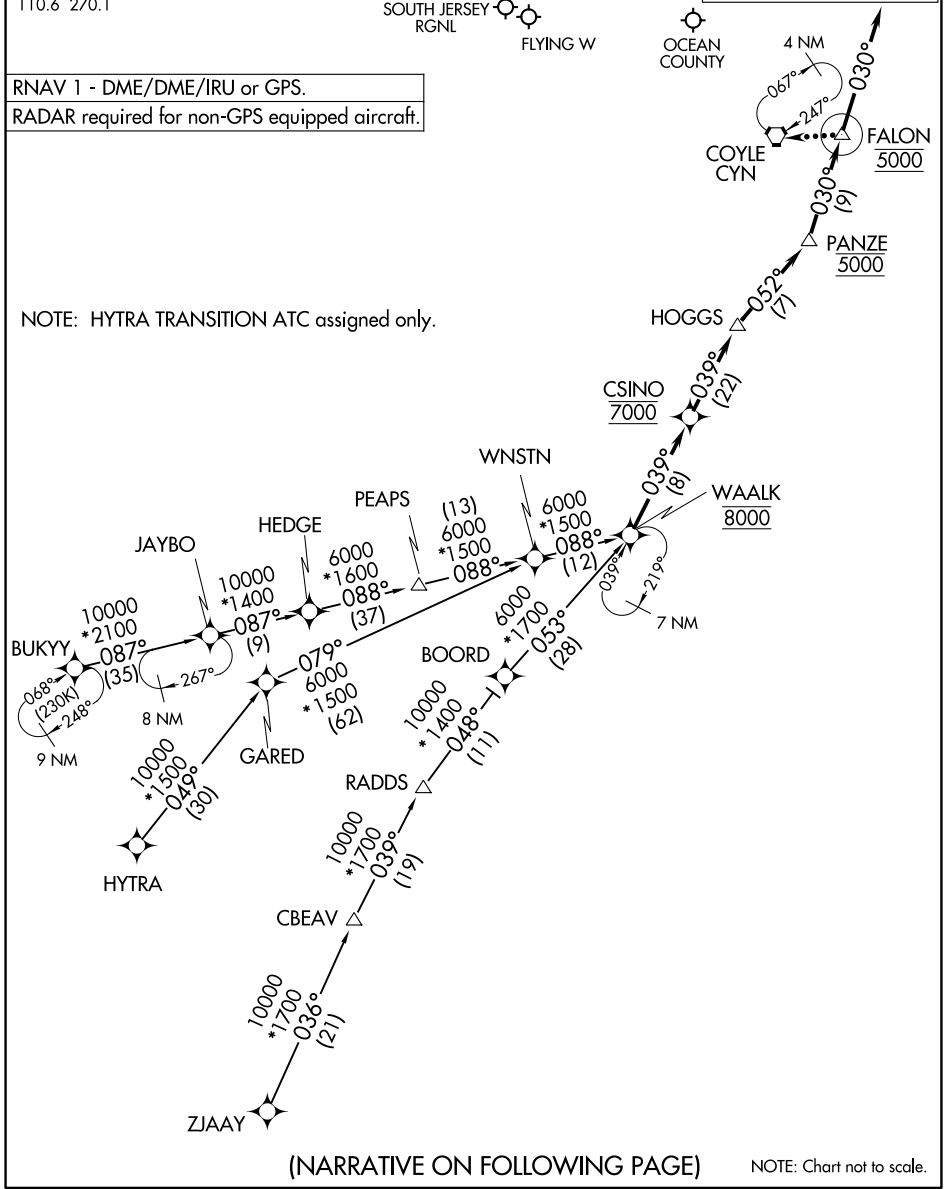 110.6 270.1
SOUTH JERSEY
RGNL
FLYING W
OCEAN
COUNTY
RNAV 1 - DME/DME/IRU or GPS.
RADAR required for non-GPS equipped aircraft.
4 NM
067°
247°
030°
COYLE
CYN
FALON
5000
030°
(9)
PANZE
5000
NOTE: HYTRA TRANSITION ATC assigned only.
HOGGS
052°
(7)
CSINO
7000
039°
(22)
WNSTN
039°
(8)
WAALK
8000
PEAPS
(13)
6000
*1500
088°
6000
*1500
088°
(12)
HEDGE
6000
*1600
088°
(37)
JAYBO
10000
*1400
087°
(9)
039°
219°
7 NM
BUKYY
10000
*2100
087°
(35)
068°
(230K)
248°
9 NM
267°
8 NM
079°
6000
*1500
(62)
GARED
BOORD
6000
*1700
053°
(28)
10000
*1500
049°
(30)
HYTRA
RADDS
10000
*1400
048°
(11)
CBEAV
10000
*1700
039°
(19)
10000
*1700
036°
(21)
ZJAAY
(NARRATIVE ON FOLLOWING PAGE)
NOTE: Chart not to scale.